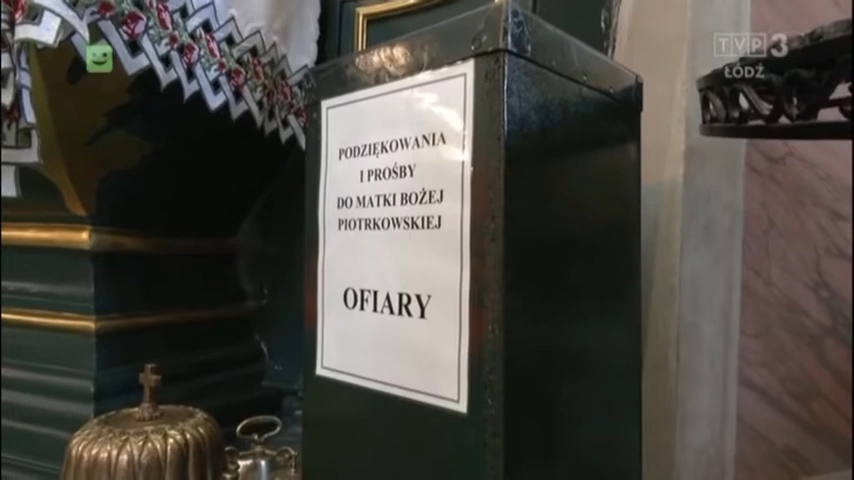 TVP3
ŁÓDŹ
PODZIĘKOWANIA
I PROŚBY
DO MATKI BOŻEJ
PIOTRKOWSKIEJ
OFIARY